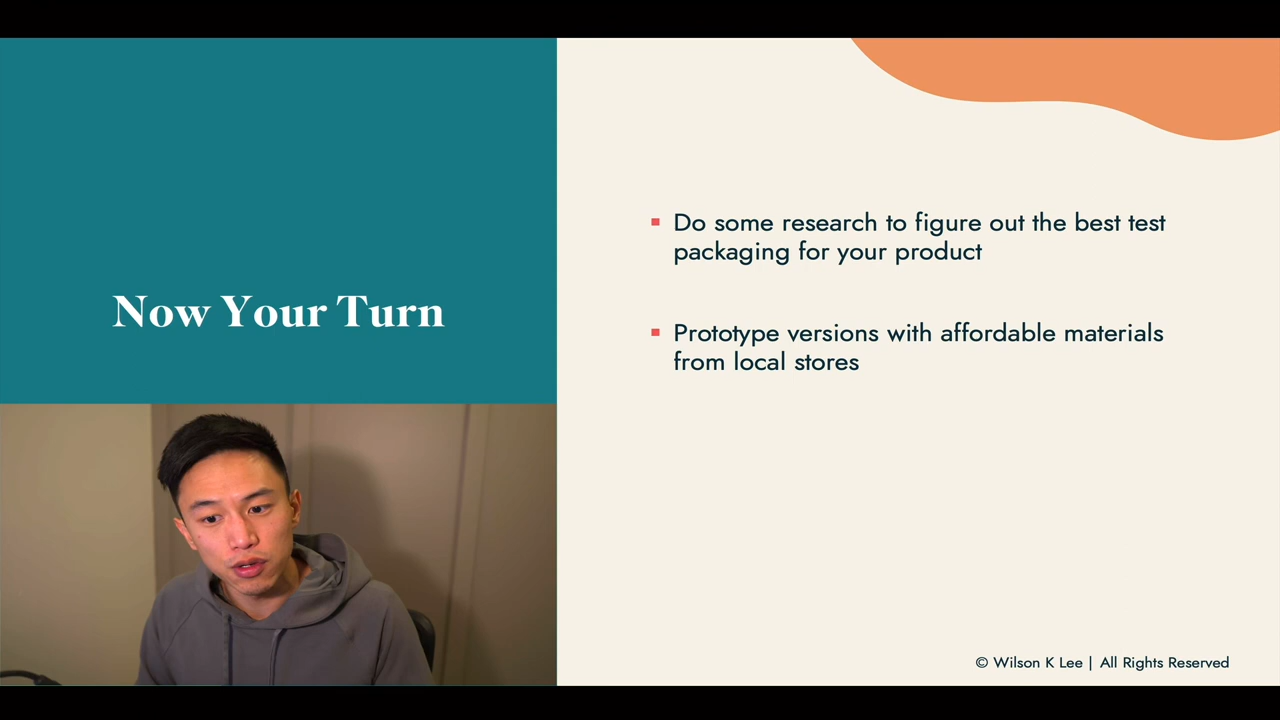 Now Your Turn
Do some research to figure out the best test
packaging for your product
Prototype versions with affordable materials
from local stores
© Wilson K Lee | All Rights Reserved